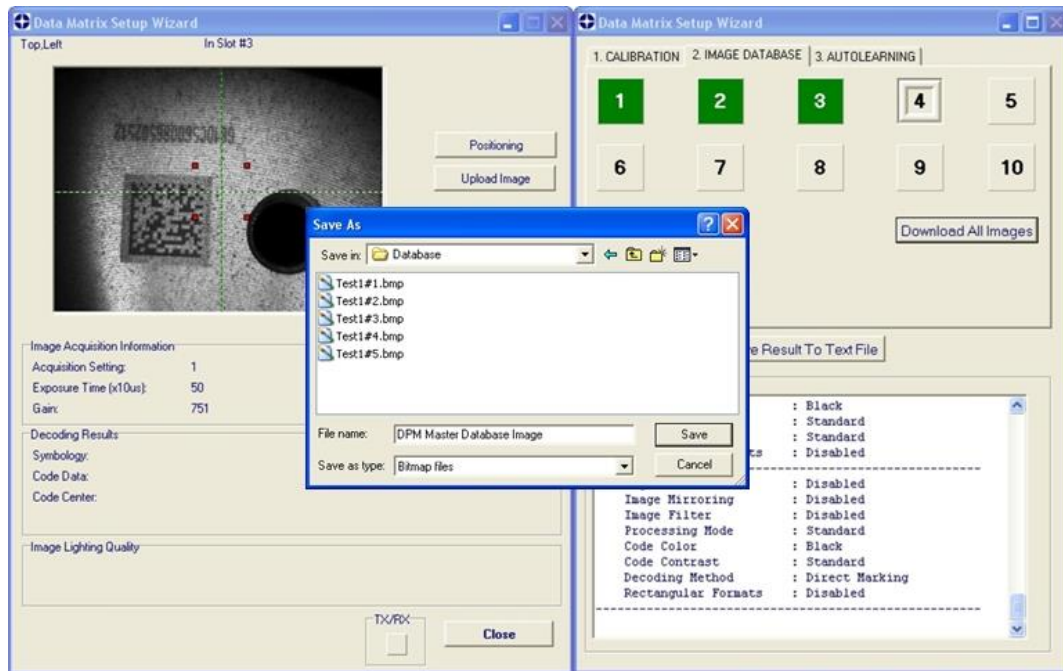 Data Matrix Setup Wizard
Top,Left In Slot #3
Positioning
Upload Image
Image Acquisition Information
Acquisition Setting: 1
Exposure Time (x10us): 50
Gain: 751
Decoding Results
Symbology:
Code Data:
Code Center:
Image Lighting Quality
TX/RX
Close
Save As
Save in: Database
Test1#1.bmp
Test1#2.bmp
Test1#3.bmp
Test1#4.bmp
Test1#5.bmp
File name: DPM Master Database Image Save
Save as type: Bitmap files Cancel
Data Matrix Setup Wizard
1. CALIBRATION 2. IMAGE DATABASE 3. AUTOLEARNING
1 2 3 4 5
6 7 8 9 10
Download All Images
Result To Text File
: Black
: Standard
: Standard
: Disabled
: Disabled
Image Mirroring : Disabled
Image Filter : Disabled
Processing Mode : Standard
Code Color : Black
Code Contrast : Standard
Decoding Method : Direct Marking
Rectangular Formats : Disabled